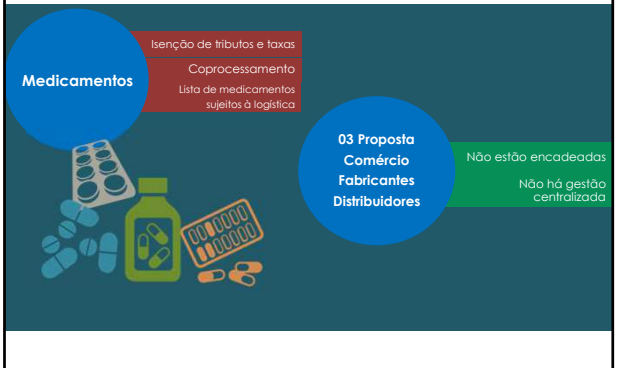 Medicamentos
Isenção de tributos e taxas
Coprocessamento
Lista de medicamentos
sujeitos à logística
03 Proposta
Comércio
Fabricantes
Distribuidores
Não estão encadeadas
Não há gestão
centralizada